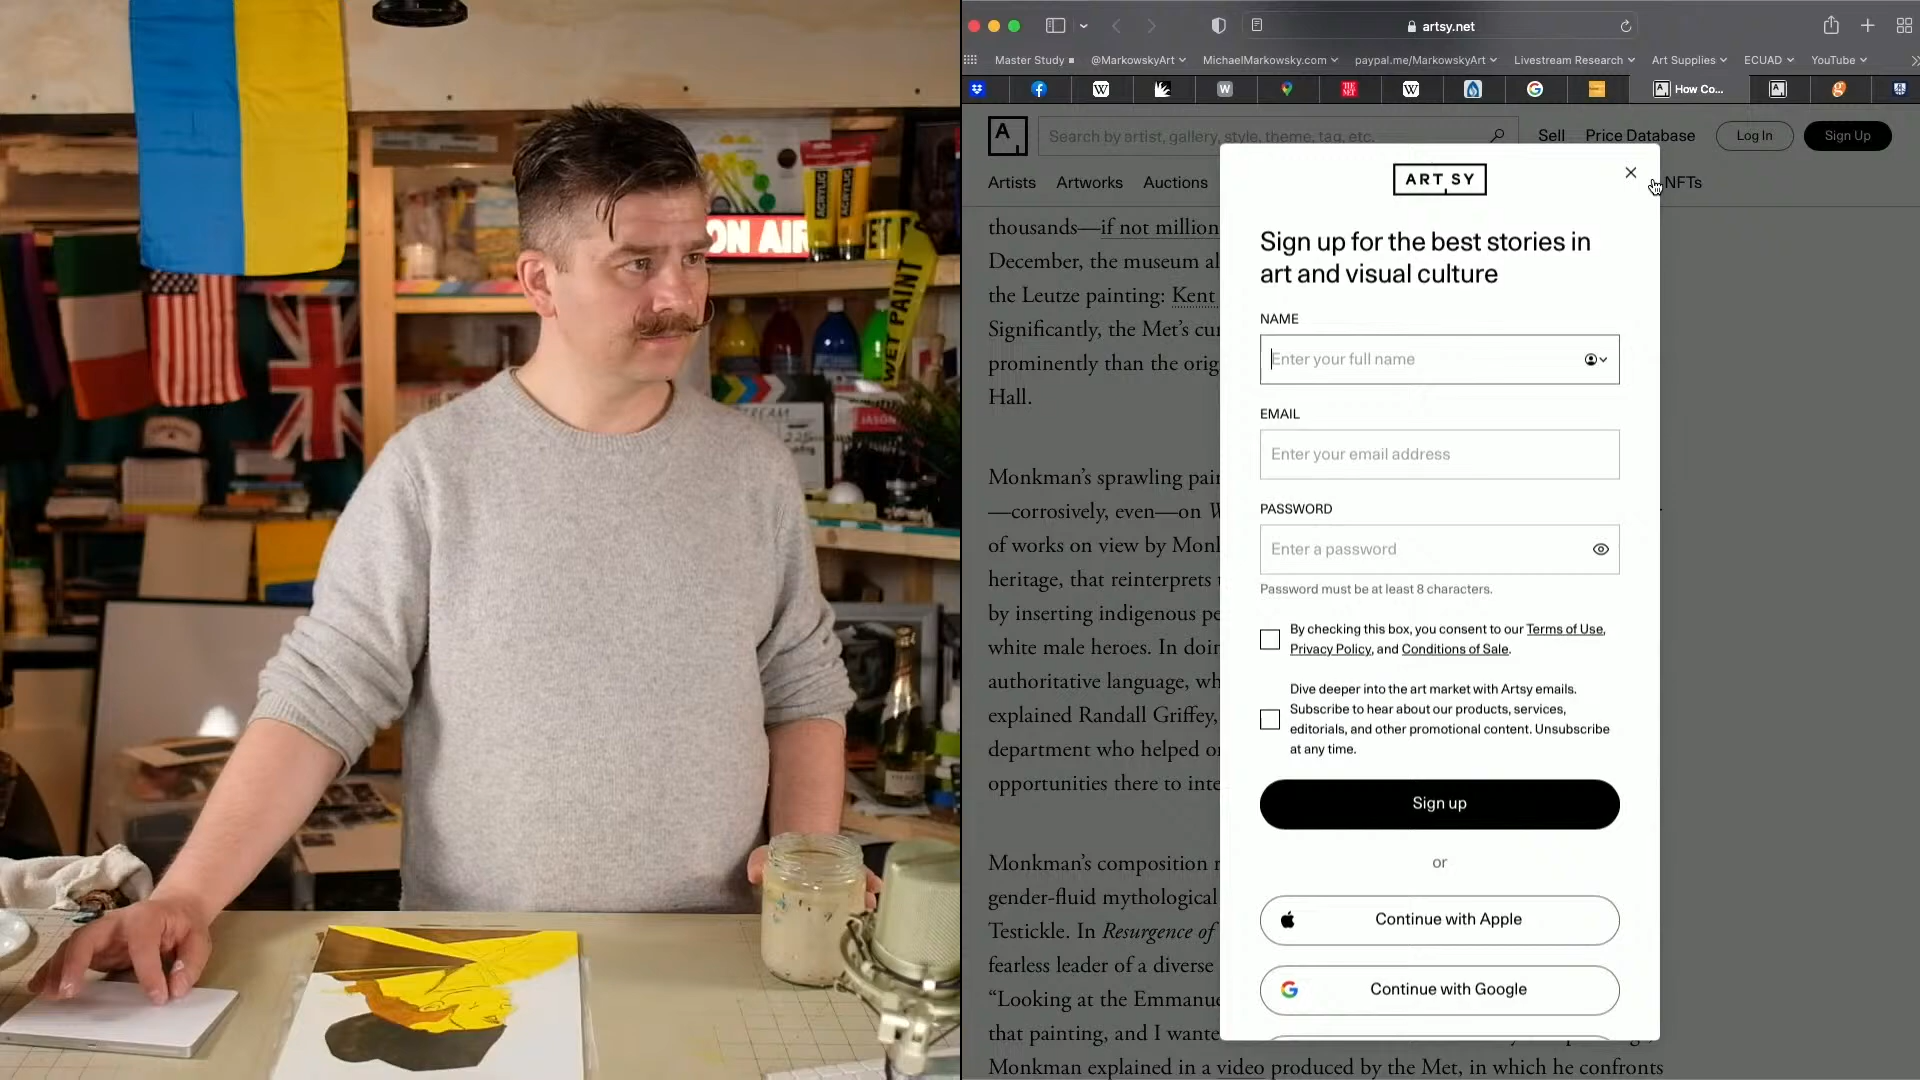 ON AIR
ACRYLIC
ACRYLIC
WET PAINT
JASON
artsy.net
Master Study
@MarkowskyArt
MichaelMarkowsky.com
paypal.me/MarkowskyArt
Livestream Research
Art Supplies
ECUAD
YouTube
How Co...
A
Search by artist, gallery, style, theme, tag, etc.
Sell
Price Database
Log In
Sign Up
Artists
Artworks
Auctions
NFTs
thousands—if not million
December, the museum al
the Leutze painting: Kent
Significantly, the Met’s cu
prominently than the orig
Hall.
Monkman’s sprawling pai
—corrosively, even—on W
of works on view by Monk
heritage, that reinterprets
by inserting indigenous pe
white male heroes. In doin
authoritative language, wh
explained Randall Griffey,
department who helped or
opportunities there to inte
Monkman’s composition r
gender-fluid mythological
Testickle. In Resurgence of
fearless leader of a diverse
“Looking at the Emmanue
that painting, and I wante
Monkman explained in a video produced by the Met, in which he confronts
ARTSY
Sign up for the best stories in
art and visual culture
NAME
Enter your full name
EMAIL
Enter your email address
PASSWORD
Enter a password
Password must be at least 8 characters.
By checking this box, you consent to our Terms of Use,
Privacy Policy, and Conditions of Sale.
Dive deeper into the art market with Artsy emails.
Subscribe to hear about our products, services,
editorials, and other promotional content. Unsubscribe
at any time.
Sign up
or
Continue with Apple
Continue with Google